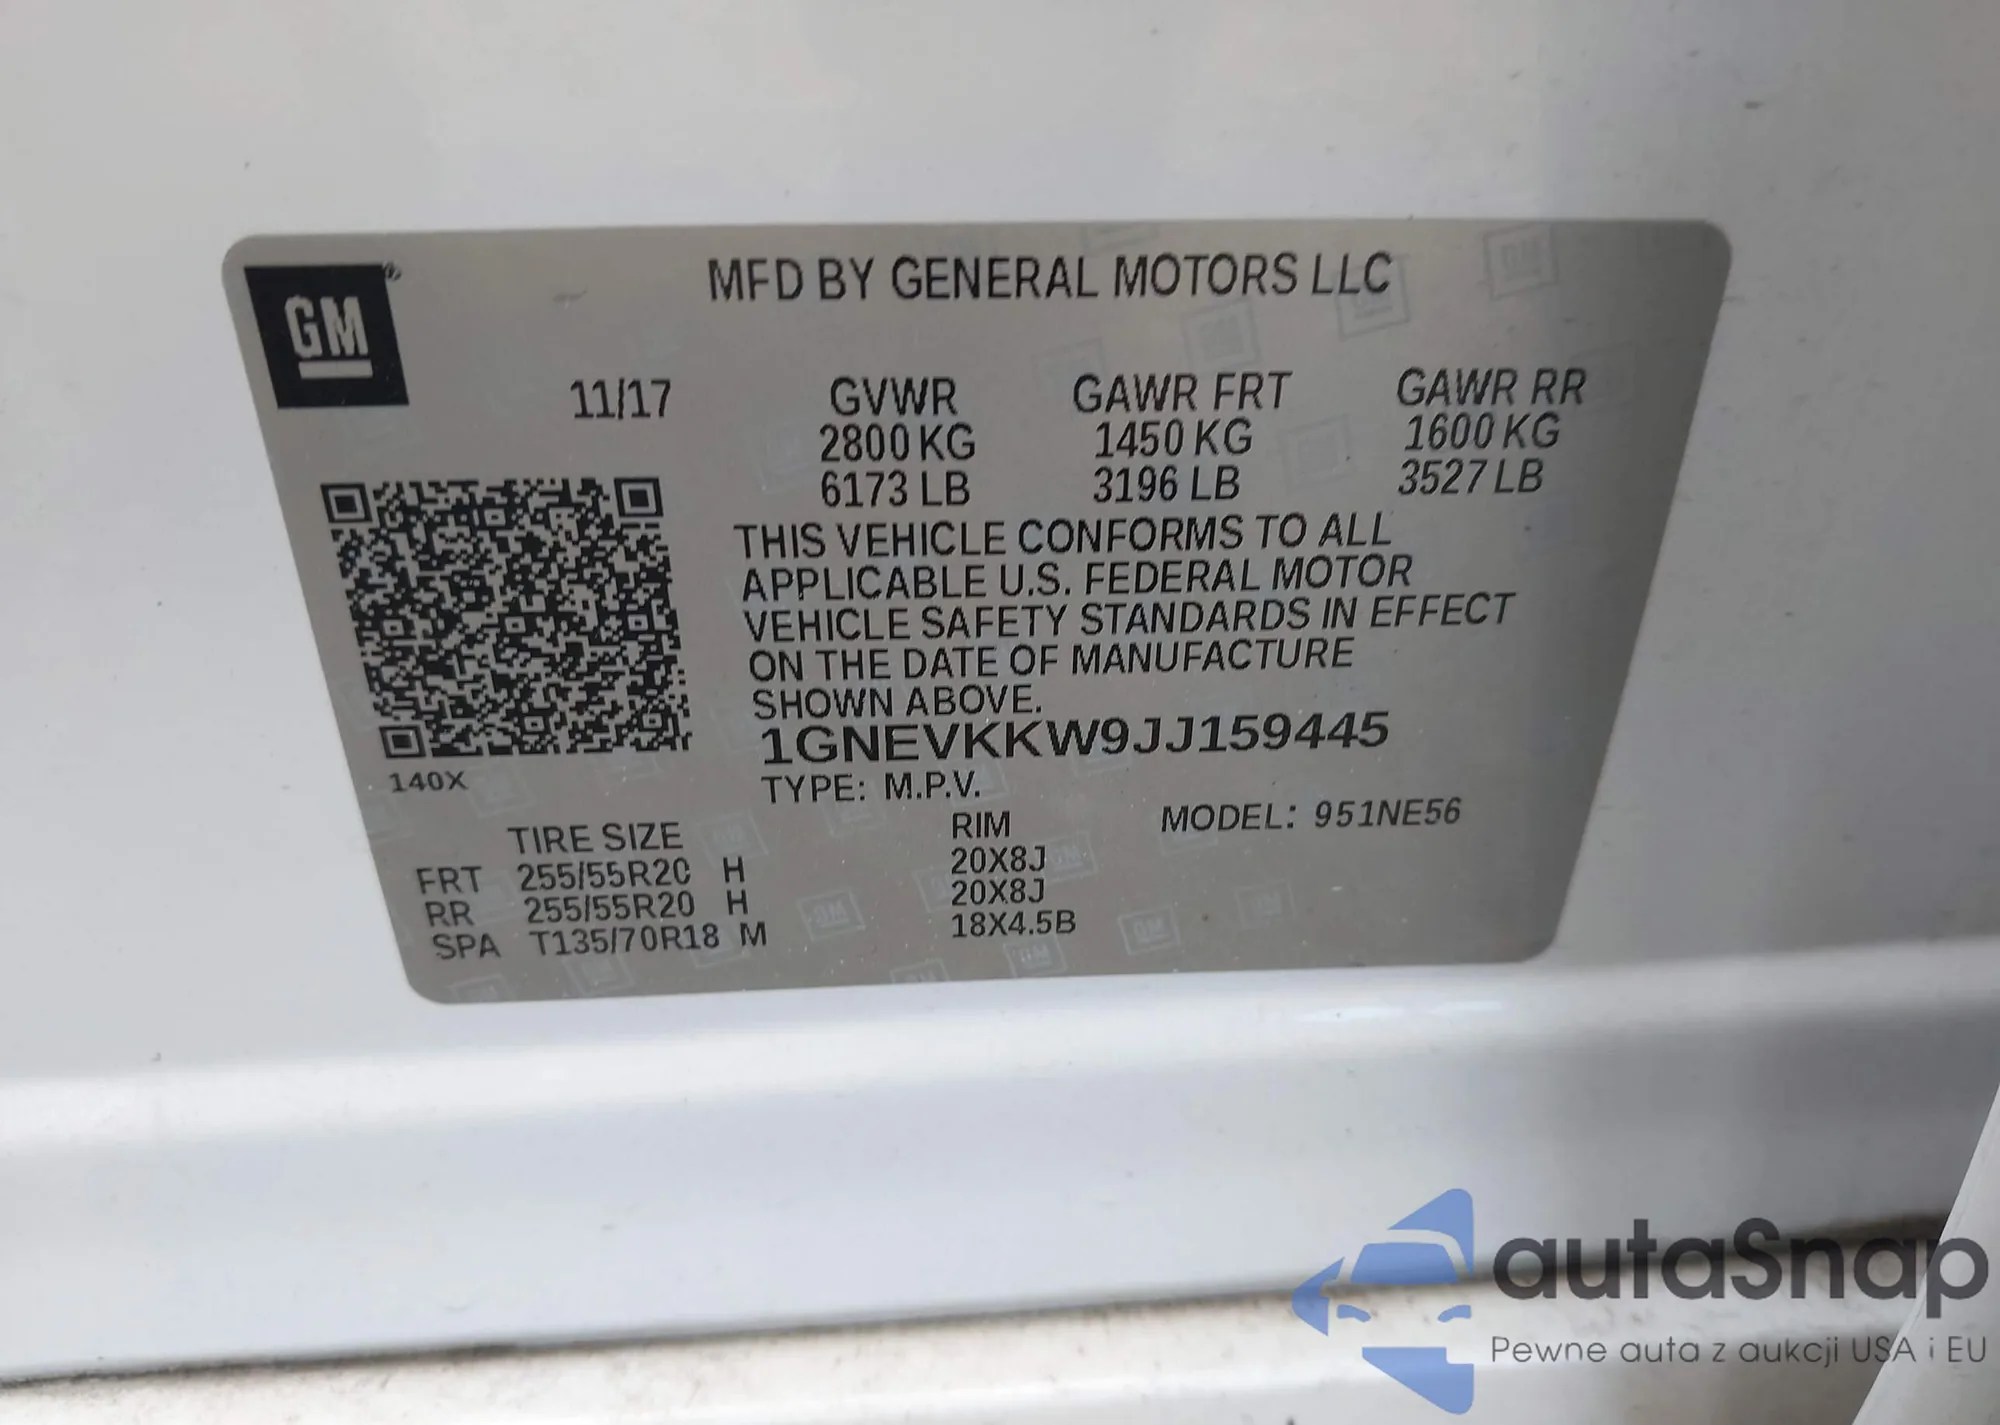 MFD BY GENERAL MOTORS LLC
GM
11/17 GVWR GAWR FRT GAWR RR
2800 KG 1450 KG 1600 KG
6173 LB 3196 LB 3527 LB
THIS VEHICLE CONFORMS TO ALL
APPLICABLE U.S. FEDERAL MOTOR
VEHICLE SAFETY STANDARDS IN EFFECT
ON THE DATE OF MANUFACTURE
SHOWN ABOVE.
1GNEVKKW9JJ159445
140X
TYPE: M.P.V.
MODEL: 951NE56
TIRE SIZE RIM
FRT 255/55R20 H 20X8J
RR 255/55R20 H 20X8J
SPA T135/70R18 M 18X4.5B
autaSnap
Pewne auta z aukcji USA i EU